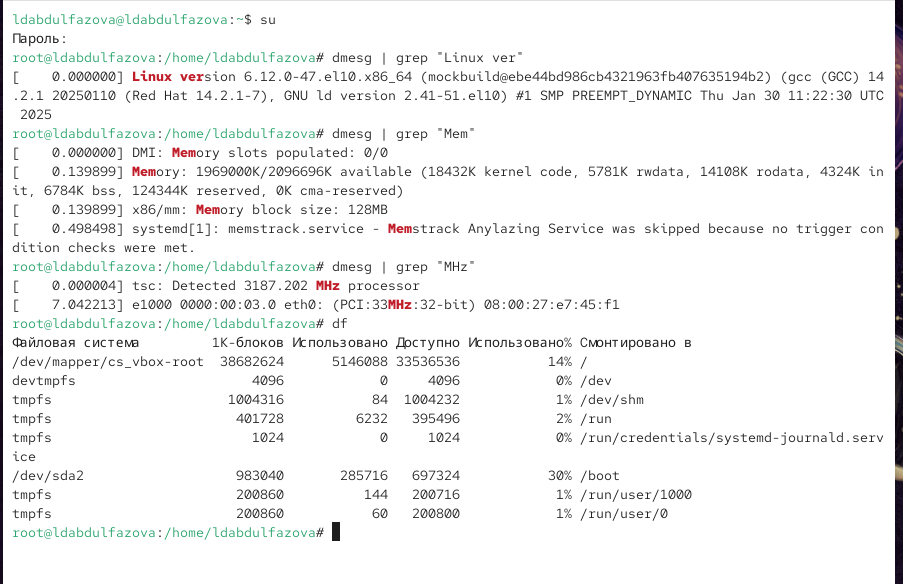 ldabdulfazova@ldabdulfazova:~$ su
Пароль:
root@ldabdulfazova:/home/ldabdulfazova# dmesg | grep "Linux ver"
[    0.000000] Linux version 6.12.0-47.el10.x86_64 (mockbuild@ebe44bd986cb4321963fb407635194b2) (gcc (GCC) 14
.2.1 20250110 (Red Hat 14.2.1-7), GNU ld version 2.41-51.el10) #1 SMP PREEMPT_DYNAMIC Thu Jan 30 11:22:30 UTC
 2025
root@ldabdulfazova:/home/ldabdulfazova# dmesg | grep "Mem"
[    0.000000] DMI: Memory slots populated: 0/0
[    0.139899] Memory: 1969000K/2096696K available (18432K kernel code, 5781K rwdata, 14108K rodata, 4324K in
it, 6784K bss, 124344K reserved, 0K cma-reserved)
[    0.139899] x86/mm: Memory block size: 128MB
[    0.498498] systemd[1]: memstrack.service - Memstrack Anylazing Service was skipped because no trigger con
dition checks were met.
root@ldabdulfazova:/home/ldabdulfazova# dmesg | grep "MHz"
[    0.000004] tsc: Detected 3187.202 MHz processor
[    7.042213] e1000 0000:00:03.0 eth0: (PCI:33MHz:32-bit) 08:00:27:e7:45:f1
root@ldabdulfazova:/home/ldabdulfazova# df
Файловая система         1K-блоков Использовано Доступно Использовано% Смонтировано в
/dev/mapper/cs_vbox-root  38682624      5146088 33536536           14% /
devtmpfs                      4096            0     4096            0% /dev
tmpfs                      1004316           84  1004232            1% /dev/shm
tmpfs                       401728         6232   395496            2% /run
tmpfs                         1024            0     1024            0% /run/credentials/systemd-journald.serv
ice
/dev/sda2                   983040       285716   697324           30% /boot
tmpfs                       200860          144   200716            1% /run/user/1000
tmpfs                       200860           60   200800            1% /run/user/0
root@ldabdulfazova:/home/ldabdulfazova#